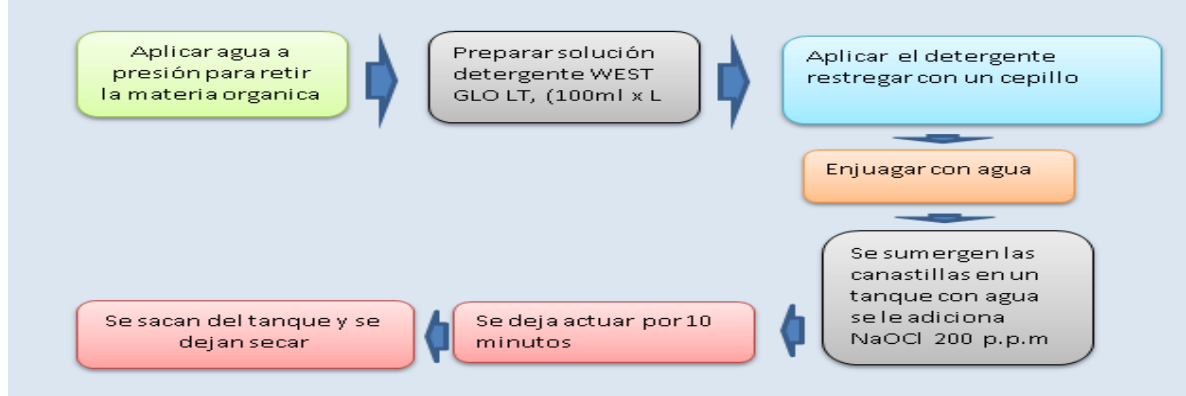 Aplicar agua a
presión para retir
la materia organica
Preparar solución
detergente WEST
GLO LT, (100ml x L
Aplicar el detergente
restregar con un cepillo
Enjuagar con agua
Se sumergen las
canastillas en un
tanque con agua
se le adiciona
NaOCl 200 p.p.m
Se deja actuar por 10
minutos
Se sacan del tanque y se
dejan secar